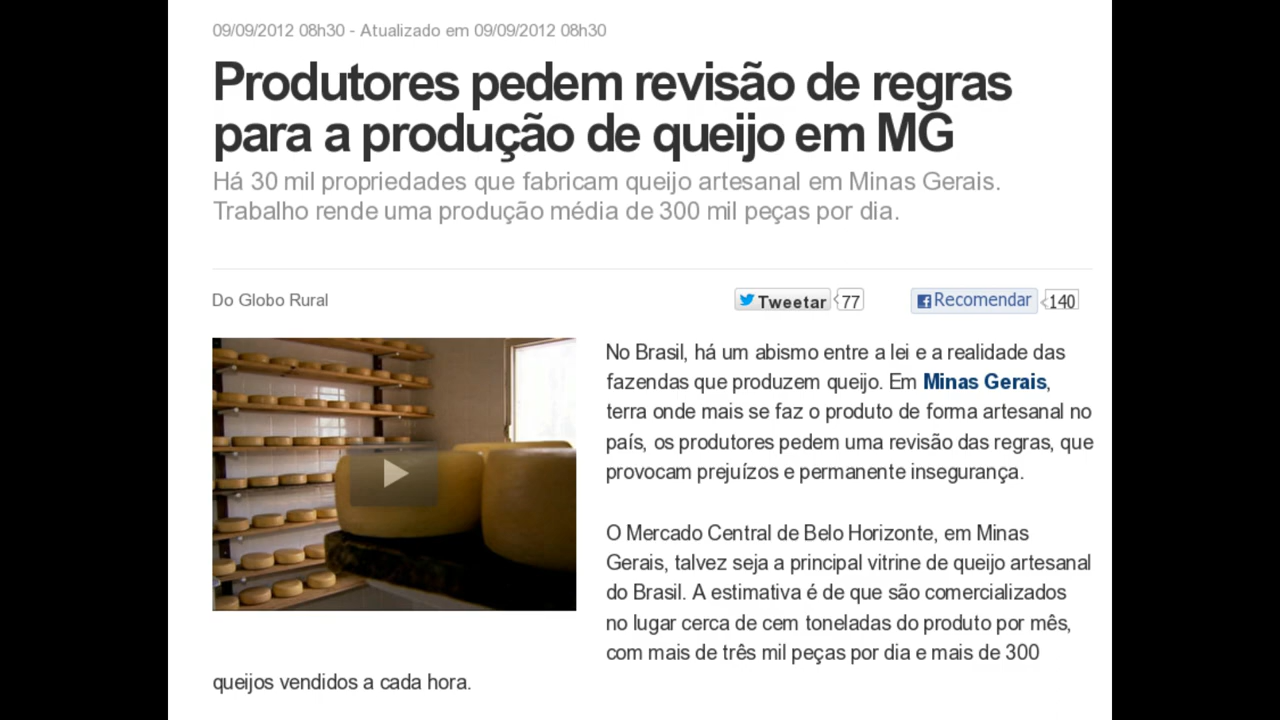 09/09/2012 08h30 - Atualizado em 09/09/2012 08h30
Produtores pedem revisão de regras
para a produção de queijo em MG
Há 30 mil propriedades que fabricam queijo artesanal em Minas Gerais.
Trabalho rende uma produção média de 300 mil peças por dia.
Do Globo Rural
Tweetar 77
Recomendar 140
No Brasil, há um abismo entre a lei e a realidade das
fazendas que produzem queijo. Em Minas Gerais,
terra onde mais se faz o produto de forma artesanal no
país, os produtores pedem uma revisão das regras, que
provocam prejuízos e permanente insegurança.
O Mercado Central de Belo Horizonte, em Minas
Gerais, talvez seja a principal vitrine de queijo artesanal
do Brasil. A estimativa é de que são comercializados
no lugar cerca de cem toneladas do produto por mês,
com mais de três mil peças por dia e mais de 300
queijos vendidos a cada hora.